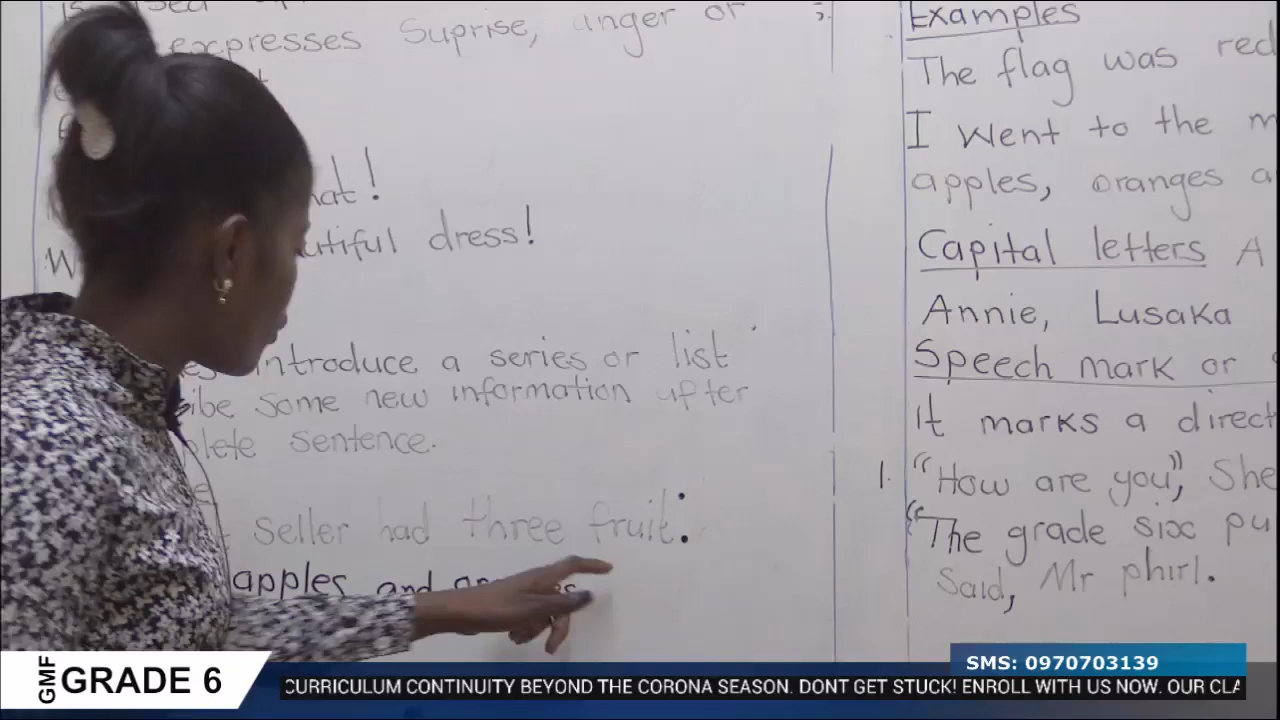 expresses Suprise, anger or
hat!
utiful dress!
introduce a series or list
ibe some new information after
plete sentence.
seller had three fruit:
apples and
;
Examples
The flag was red
I went to the m
apples, oranges a
Capital letters A
Annie, Lusaka
Speech mark or
It marks a direct
1. "How are you", She
"The grade six pu
Said, Mr phiri.
SMS: 0970703139
GMF GRADE 6
CURRICULUM CONTINUITY BEYOND THE CORONA SEASON. DONT GET STUCK! ENROLL WITH US NOW. OUR CLA